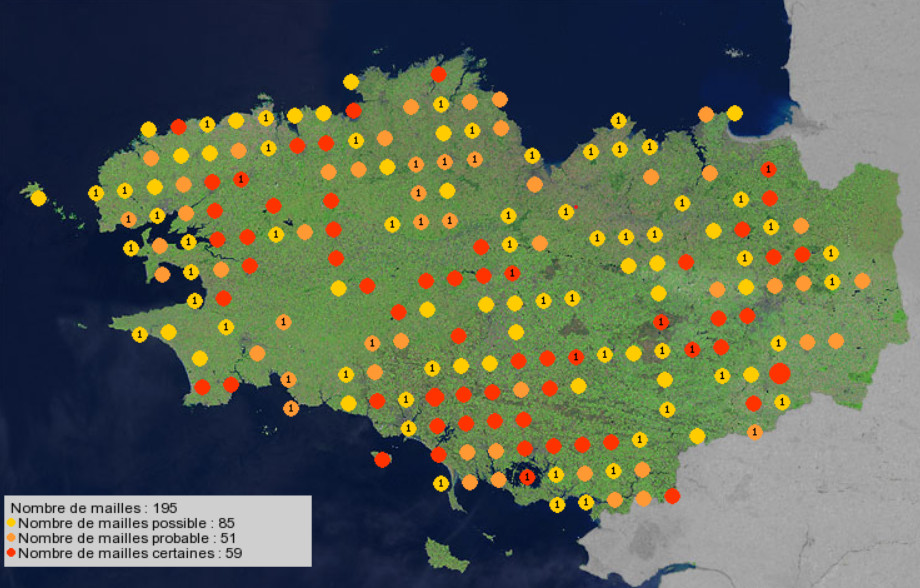 Nombre de mailles : 195
Nombre de mailles possible : 85
Nombre de mailles probable : 51
Nombre de mailles certaines : 59